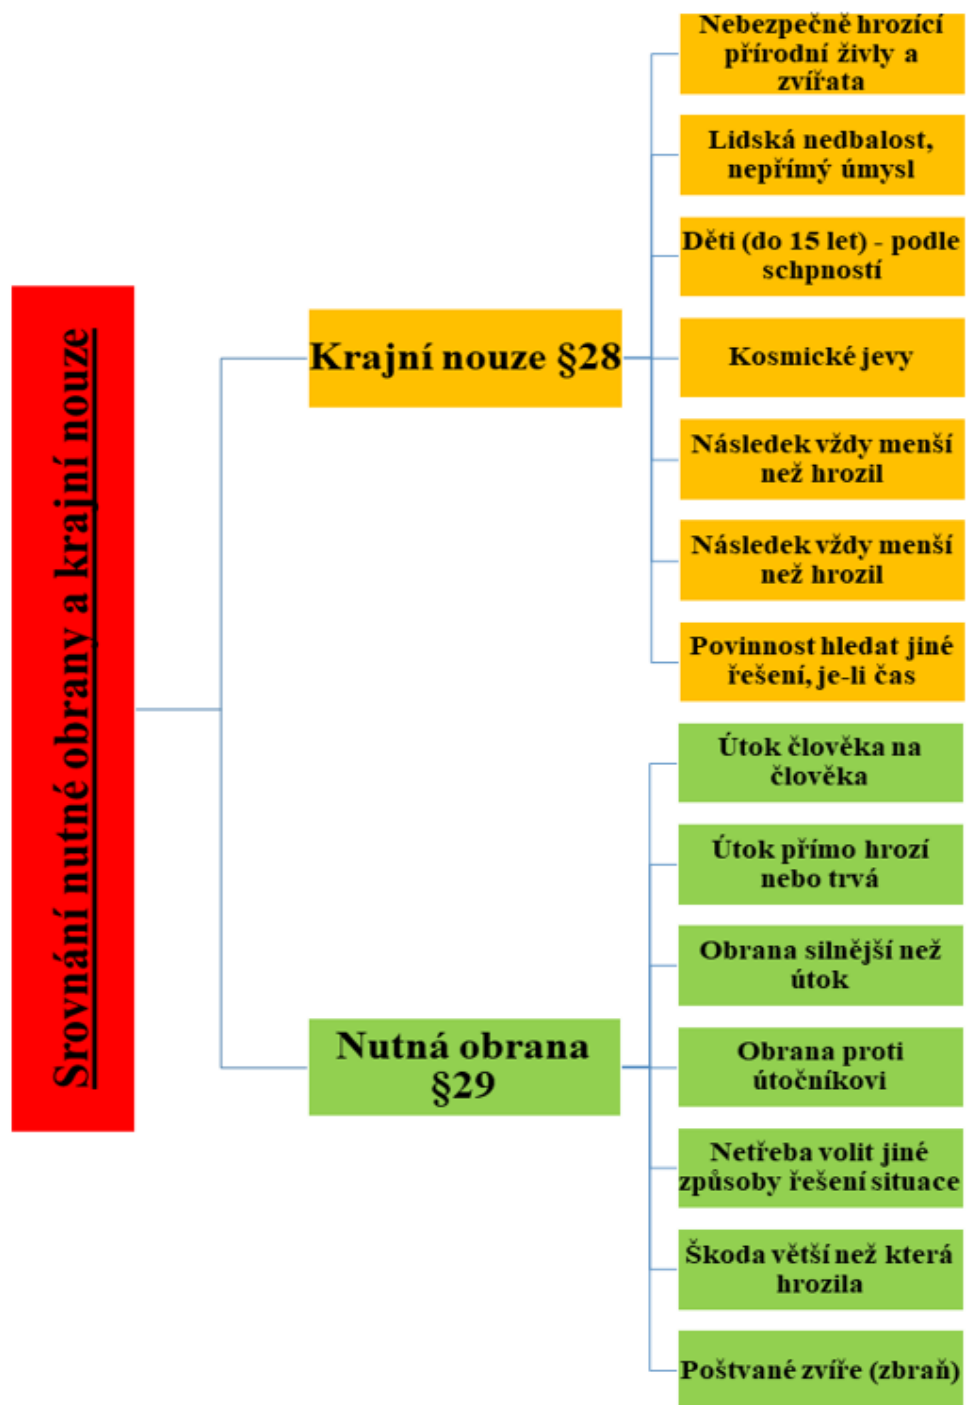 Srovnání nutné obrany a krajní nouze
Krajní nouze §28
Nebezpečně hrozící
přírodní živly a
zvířata
Lidská nedbalost,
nepřímý úmysl
Děti (do 15 let) - podle
schpností
Kosmické jevy
Následek vždy menší
než hrozil
Následek vždy menší
než hrozil
Povinnost hledat jiné
řešení, je-li čas
Nutná obrana
§29
Útok člověka na
člověka
Útok přímo hrozí
nebo trvá
Obrana silnější než
útok
Obrana proti
útočníkovi
Netřeba volit jiné
způsoby řešení situace
Škoda větší než která
hrozila
Poštvané zvíře (zbraň)